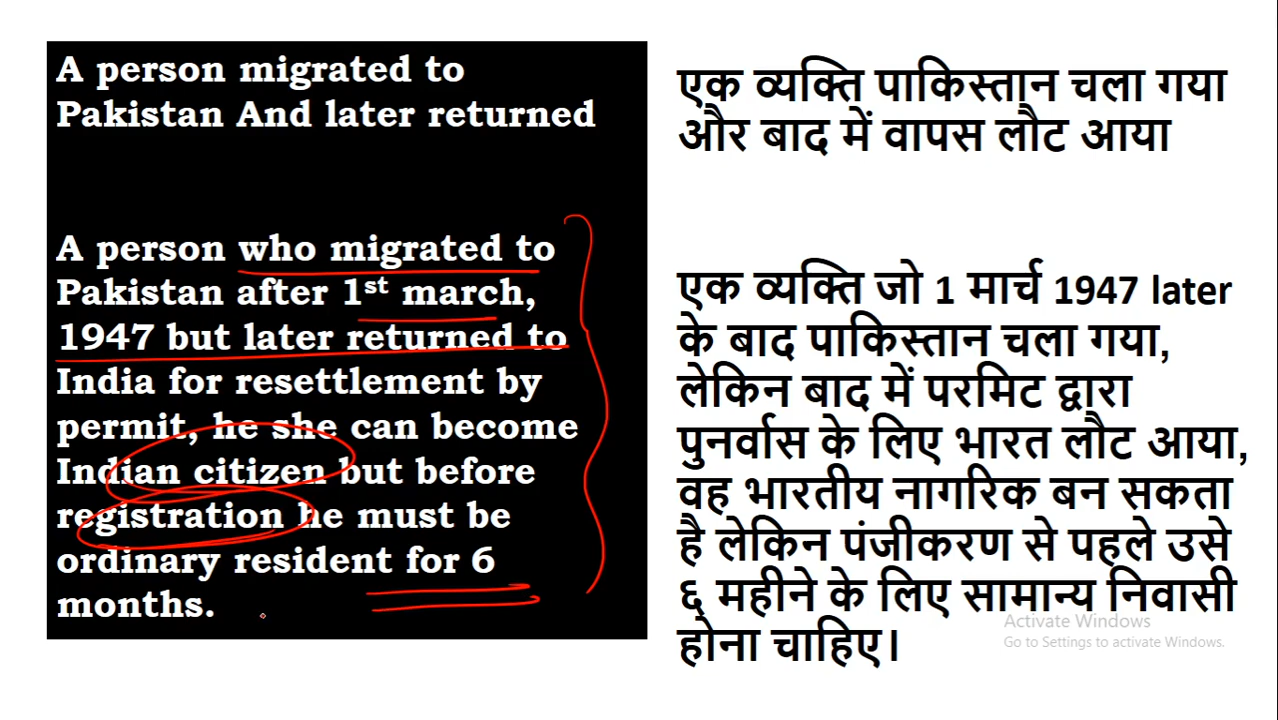 A person migrated to
Pakistan And later returned
A person who migrated to
Pakistan after 1st march,
1947 but later returned to
India for resettlement by
permit, he she can become
Indian citizen but before
registration he must be
ordinary resident for 6
months.
एक व्यक्ति पाकिस्तान चला गया
और बाद में वापस लौट आया
एक व्यक्ति जो 1 मार्च 1947 later
के बाद पाकिस्तान चला गया,
लेकिन बाद में परमिट द्वारा
पुनर्वास के लिए भारत लौट आया,
वह भारतीय नागरिक बन सकता
है लेकिन पंजीकरण से पहले उसे
६ महीने के लिए सामान्य निवासी
होना चाहिए।
Activate Windows
Go to Settings to activate Windows.